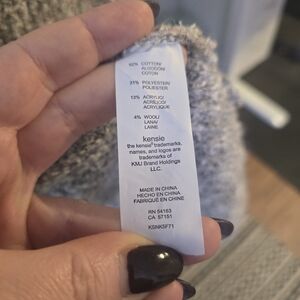 62% COTTON/
ALGODÓN/
COTON
21% POLYESTER/
POLIESTER
13% ACRYLIC/
ACRÍLICO/
ACRYLIQUE
4% WOOL/
LANA/
LAINE
kensie
the kensie® trademarks,
names, and logos are
trademarks of
KMJ Brand Holdings
LLC.
MADE IN CHINA
HECHO EN CHINA
FABRIQUÉ EN CHINE
RN 54163
CA 57151
KSNK5F71